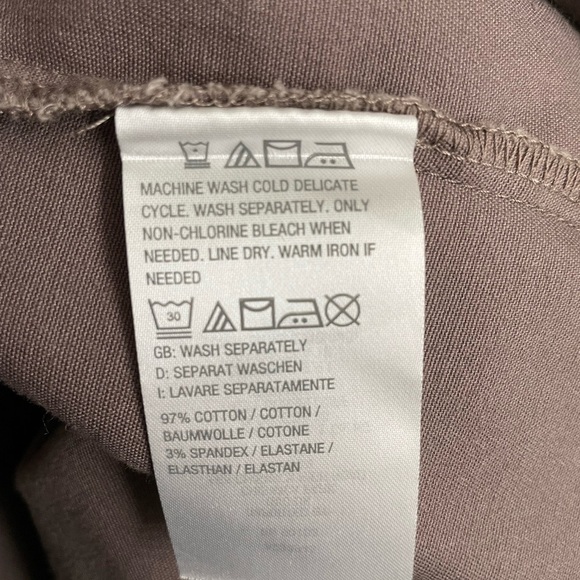 MACHINE WASH COLD DELICATE
CYCLE. WASH SEPARATELY. ONLY
NON-CHLORINE BLEACH WHEN
NEEDED. LINE DRY. WARM IRON IF
NEEDED
30
GB: WASH SEPARATELY
D: SEPARAT WASCHEN
I: LAVARE SEPARATAMENTE
97% COTTON / COTTON /
BAUMWOLLE / COTONE
3% SPANDEX / ELASTANE /
ELASTHAN / ELASTAN